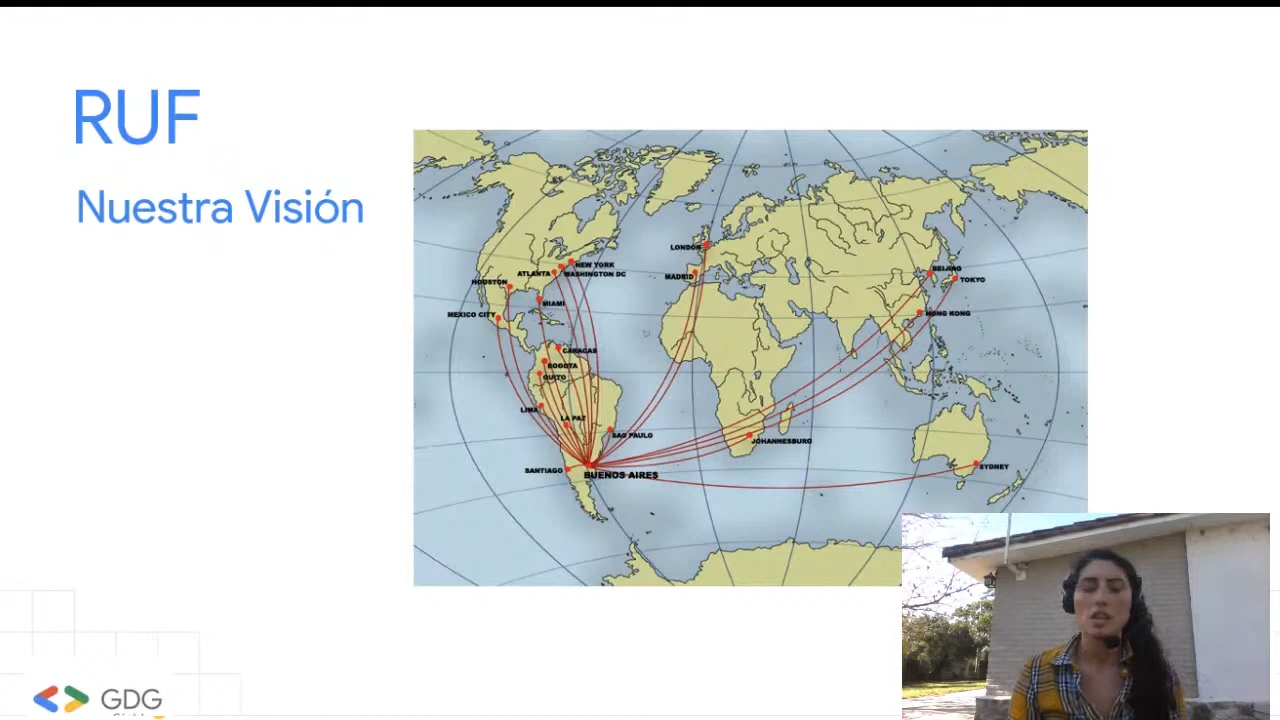 RUF
Nuestra Visión
LONDON
MADRID
NEW YORK
ATLANTA
WASHINGTON DC
HOUSTON
MIAMI
MEXICO CITY
BEIJING
TOKYO
HONG KONG
CARACAS
BOGOTA
QUITO
LIMA
LA PAZ
SAO PAULO
JOHANNESBURG
SANTIAGO
BUENOS AIRES
SYDNEY
GDG